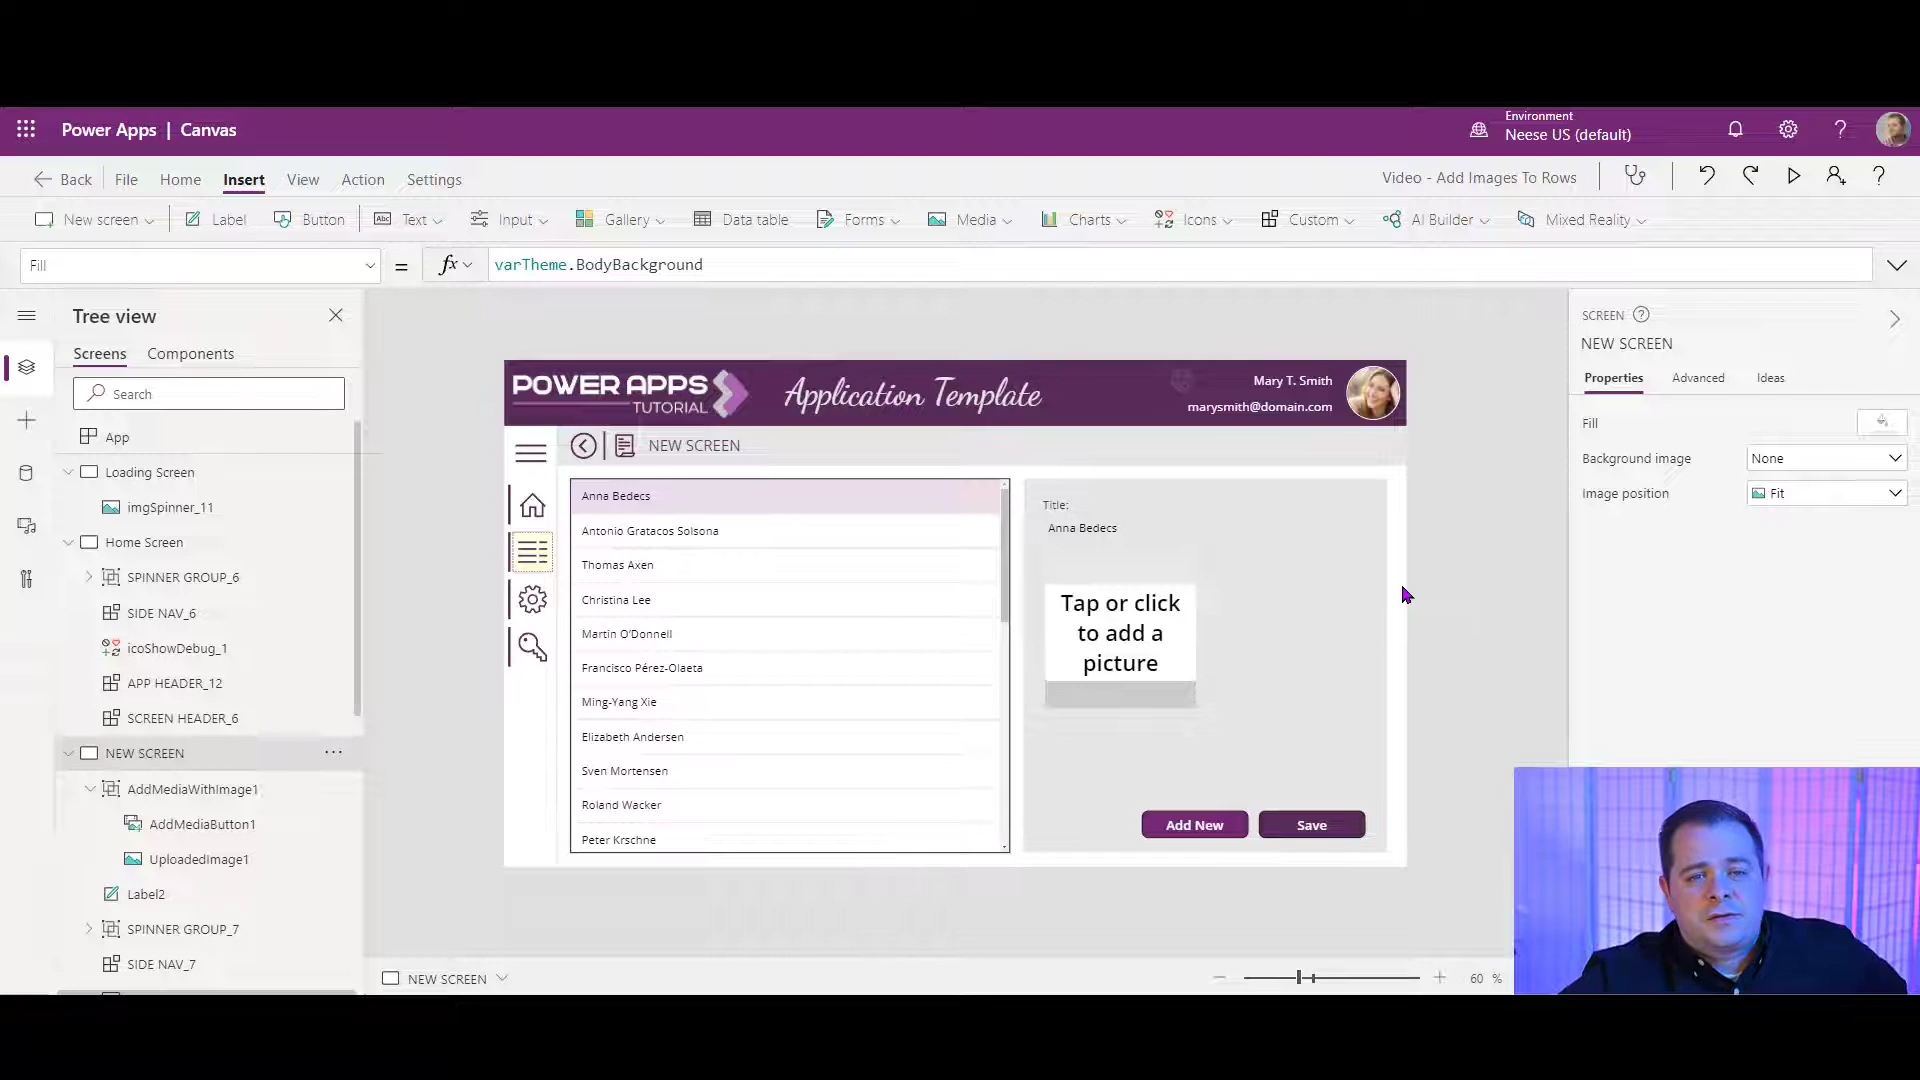 Power Apps | Canvas
Environment
Neese US (default)
Back File Home Insert View Action Settings
Video - Add Images To Rows
New screen Label Button Text Input Gallery Data table Forms Media Charts Icons Custom AI Builder Mixed Reality
Fill = fx varTheme.BodyBackground
Tree view
Screens Components
Search
App
Loading Screen
imgSpinner_11
Home Screen
SPINNER GROUP_6
SIDE NAV_6
icoShowDebug_1
APP HEADER_12
SCREEN HEADER_6
NEW SCREEN
AddMediaWithImage1
AddMediaButton1
UploadedImage1
Label2
SPINNER GROUP_7
SIDE NAV_7
POWER APPS
TUTORIAL
Application Template
Mary T. Smith
marysmith@domain.com
NEW SCREEN
Anna Bedecs
Antonio Gratacos Solsona
Thomas Axen
Christina Lee
Martin O'Donnell
Francisco Pérez-Olaeta
Ming-Yang Xie
Elizabeth Andersen
Sven Mortensen
Roland Wacker
Peter Krschne
Title:
Anna Bedecs
Tap or click
to add a
picture
Add New Save
NEW SCREEN
60 %
SCREEN
NEW SCREEN
Properties Advanced Ideas
Fill
Background image None
Image position Fit